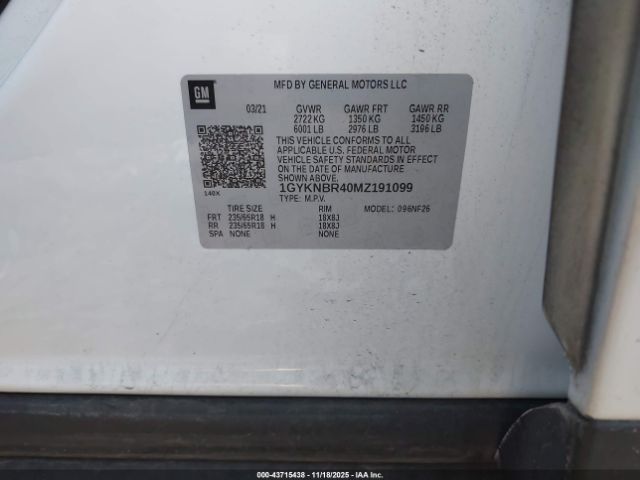 GM
MFD BY GENERAL MOTORS LLC
03/21 GVWR GAWR FRT GAWR RR
2722 KG 1350 KG 1450 KG
6001 LB 2976 LB 3196 LB
THIS VEHICLE CONFORMS TO ALL
APPLICABLE U.S. FEDERAL MOTOR
VEHICLE SAFETY STANDARDS IN EFFECT
ON THE DATE OF MANUFACTURE
SHOWN ABOVE.
1GYKNBR40MZ191099
140X TYPE: M.P.V.
TIRE SIZE RIM MODEL: 096NF26
FRT 235/65R18 H 18X8J
RR 235/65R18 H 18X8J
SPA NONE NONE
000-43715438 - 11/18/2025 - IAA Inc.